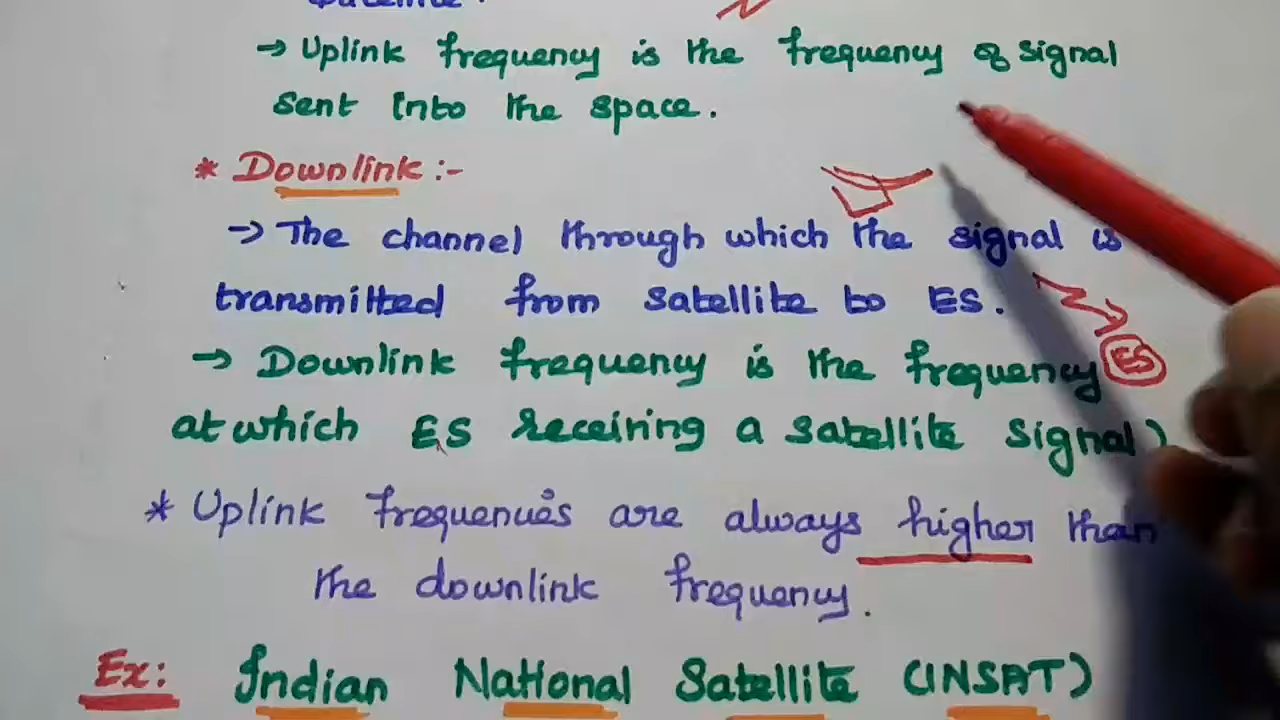 satellite.
→ Uplink frequency is the frequency of signal
sent into the space.
* Downlink :-
→ The channel through which the signal is
transmitted from satellite to ES.
→ Downlink frequency is the frequency
ES
at which ES receiving a satellite signal)
* Uplink frequencies are always higher than
the downlink frequency.
Ex: Indian National Satellite (INSAT)